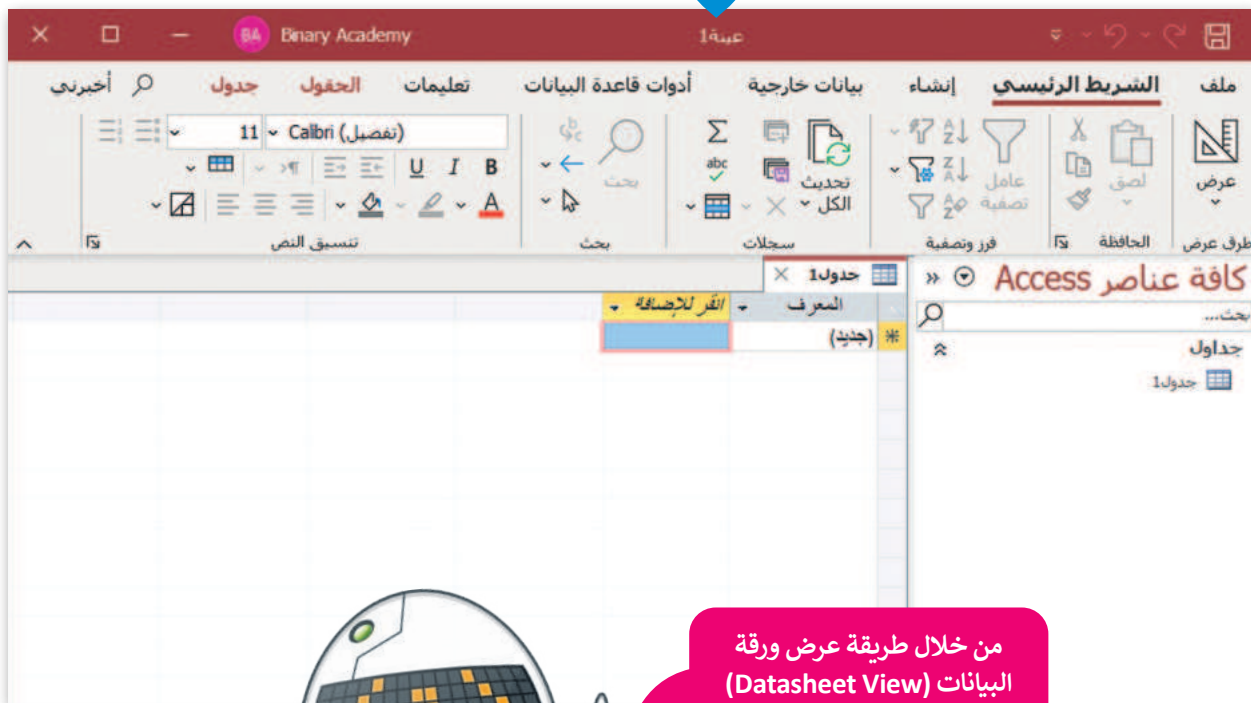 عينة1
Binary Academy
BA
ملف
الشريط الرئيسي
إنشاء
بيانات خارجية
أدوات قاعدة البيانات
تعليمات
الحقول
جدول
أخبرني
عرض
لصق
عامل تصفية
تحديث الكل
بحث
Calibri (تفصيل)
11
B I U
abc
طرق عرض
الحافظة
فرز وتصفية
سجلات
بحث
تنسيق النص
كافة عناصر Access
بحث...
جداول
جدول1
جدول1
المعرف
انقر للإضافة
(جديد)
من خلال طريقة عرض ورقة
البيانات (Datasheet View)